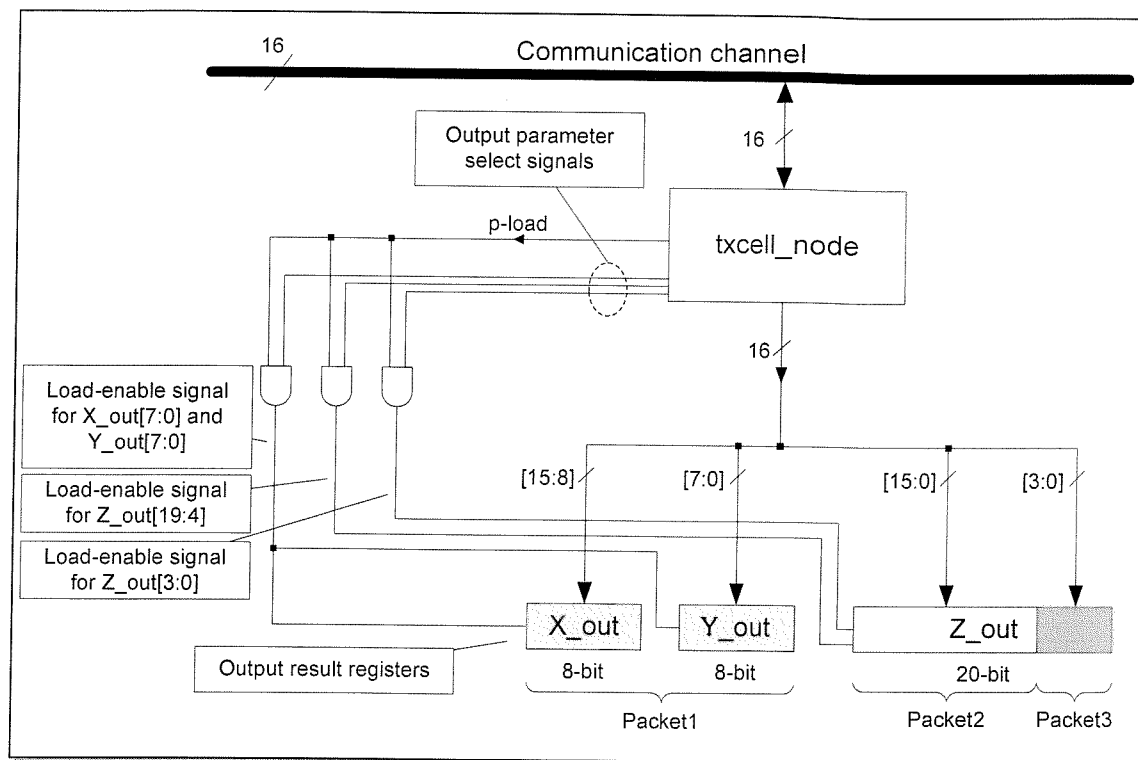 Communication channel
16
16
Output parameter
select signals
p-load
txcell_node
16
Load-enable signal
for X_out[7:0] and
Y_out[7:0]
Load-enable signal
for Z_out[19:4]
Load-enable signal
for Z_out[3:0]
[15:8]
[7:0]
[15:0]
[3:0]
X_out
Y_out
Z_out
Output result registers
8-bit
8-bit
20-bit
Packet1
Packet2
Packet3